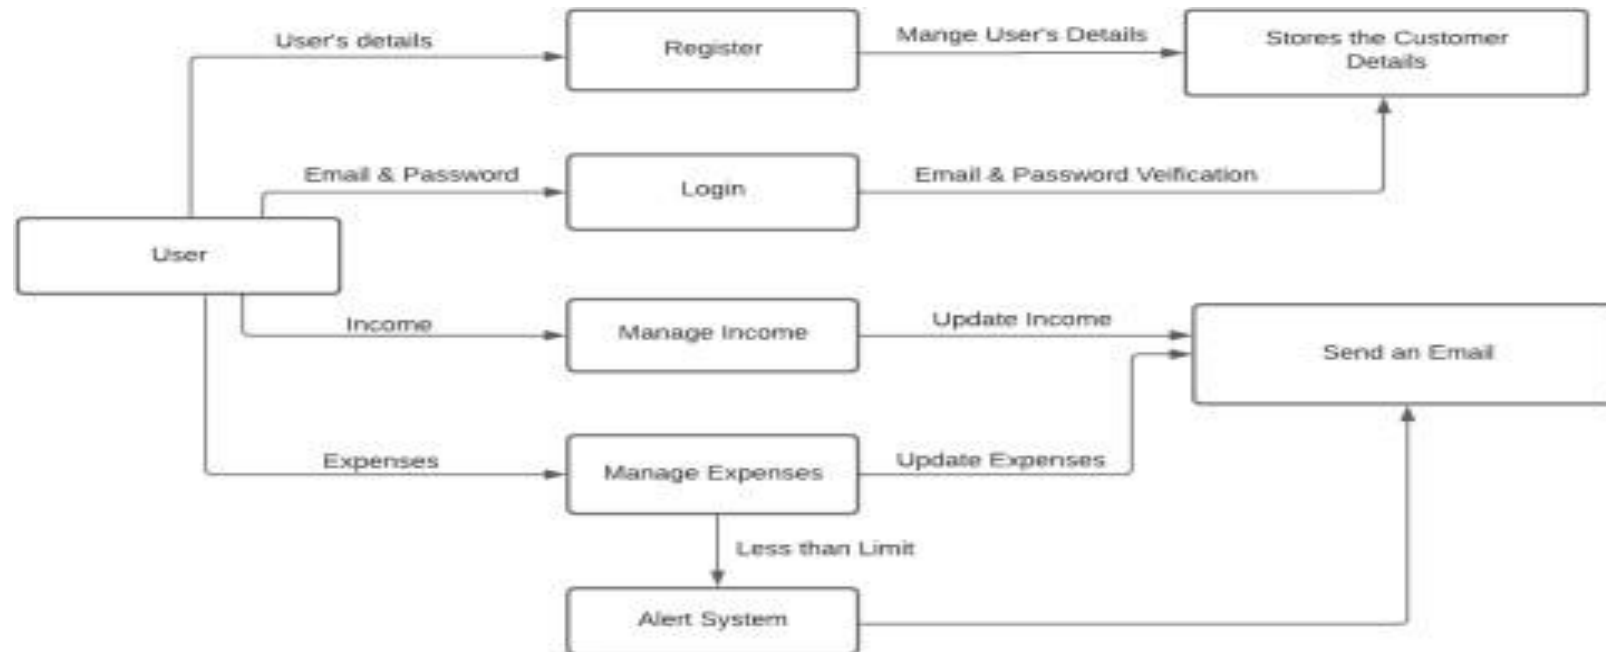 User's details
Register
Mange User's Details
Stores the Customer
Details
Email & Password
Login
Email & Password Veification
User
Income
Manage Income
Update Income
Send an Email
Expenses
Manage Expenses
Update Expenses
Less than Limit
Alert System